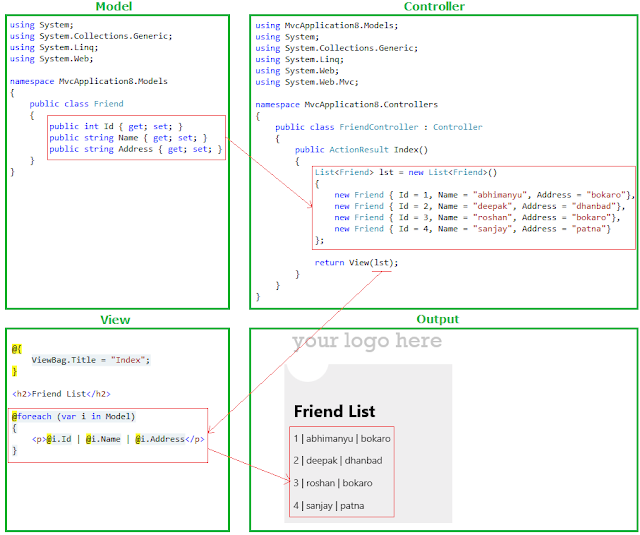 Model
using System;
using System.Collections.Generic;
using System.Linq;
using System.Web;
namespace MvcApplication8.Models
{
public class Friend
{
public int Id { get; set; }
public string Name { get; set; }
public string Address { get; set; }
}
}
Controller
using MvcApplication8.Models;
using System;
using System.Collections.Generic;
using System.Linq;
using System.Web;
using System.Web.Mvc;
namespace MvcApplication8.Controllers
{
public class FriendController : Controller
{
public ActionResult Index()
{
List<Friend> lst = new List<Friend>()
{
new Friend { Id = 1, Name = "abhimanyu", Address = "bokaro"},
new Friend { Id = 2, Name = "deepak", Address = "dhanbad"},
new Friend { Id = 3, Name = "roshan", Address = "bokaro"},
new Friend { Id = 4, Name = "sanjay", Address = "patna"}
};
return View(lst);
}
}
}
View
@{
ViewBag.Title = "Index";
}
<h2>Friend List</h2>
@foreach (var i in Model)
{
<p>@i.Id | @i.Name | @i.Address</p>
}
Output
your logo here
Friend List
1 | abhimanyu | bokaro
2 | deepak | dhanbad
3 | roshan | bokaro
4 | sanjay | patna